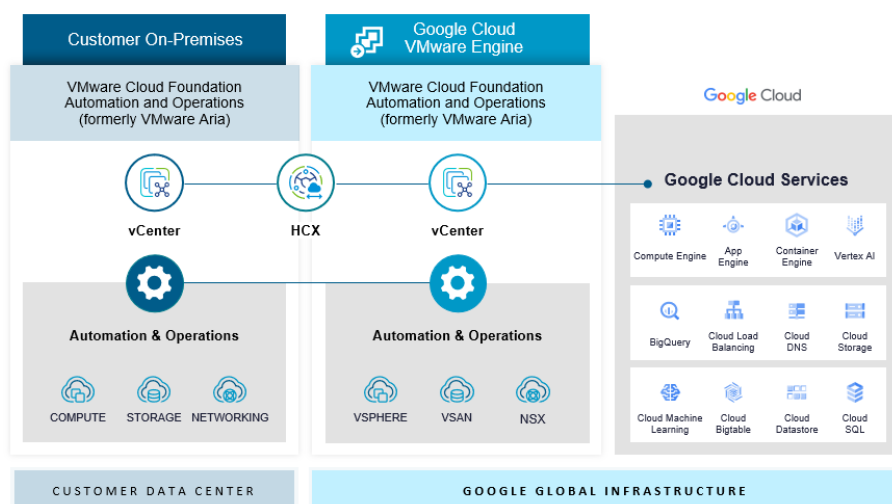 Customer On-Premises
Google Cloud
VMware Engine
VMware Cloud Foundation
Automation and Operations
(formerly VMware Aria)
VMware Cloud Foundation
Automation and Operations
(formerly VMware Aria)
Google Cloud
vCenter
HCX
vCenter
Google Cloud Services
Compute Engine
App
Engine
Container
Engine
Vertex AI
BigQuery
Cloud Load
Balancing
Cloud
DNS
Cloud
Storage
Cloud Machine
Learning
Cloud
Bigtable
Cloud
Datastore
Cloud
SQL
Automation & Operations
COMPUTE
STORAGE
NETWORKING
Automation & Operations
VSPHERE
VSAN
NSX
CUSTOMER DATA CENTER
GOOGLE GLOBAL INFRASTRUCTURE